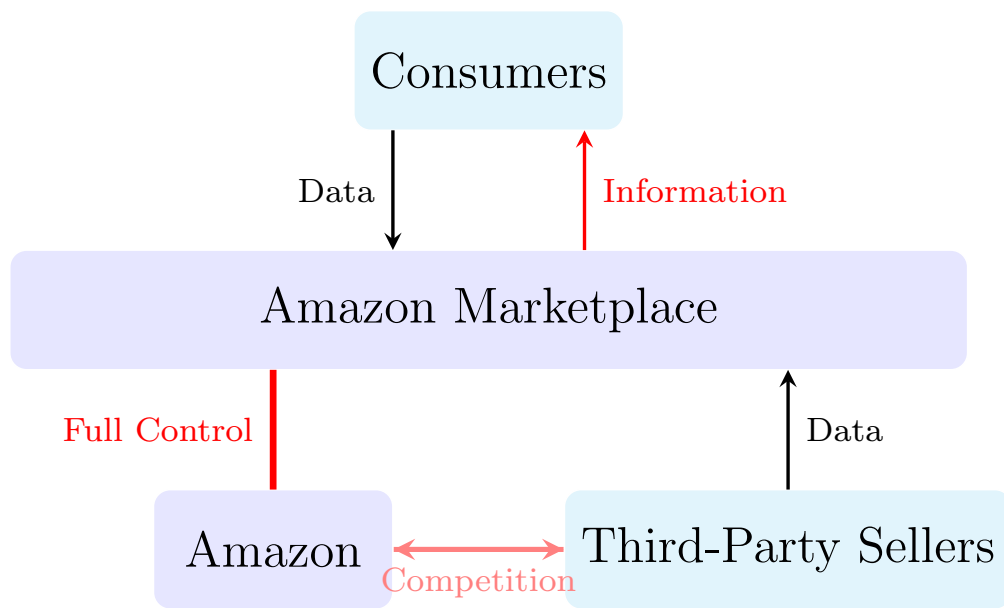 Consumers
Data
Information
Amazon Marketplace
Full Control
Data
Amazon
Competition
Third-Party Sellers